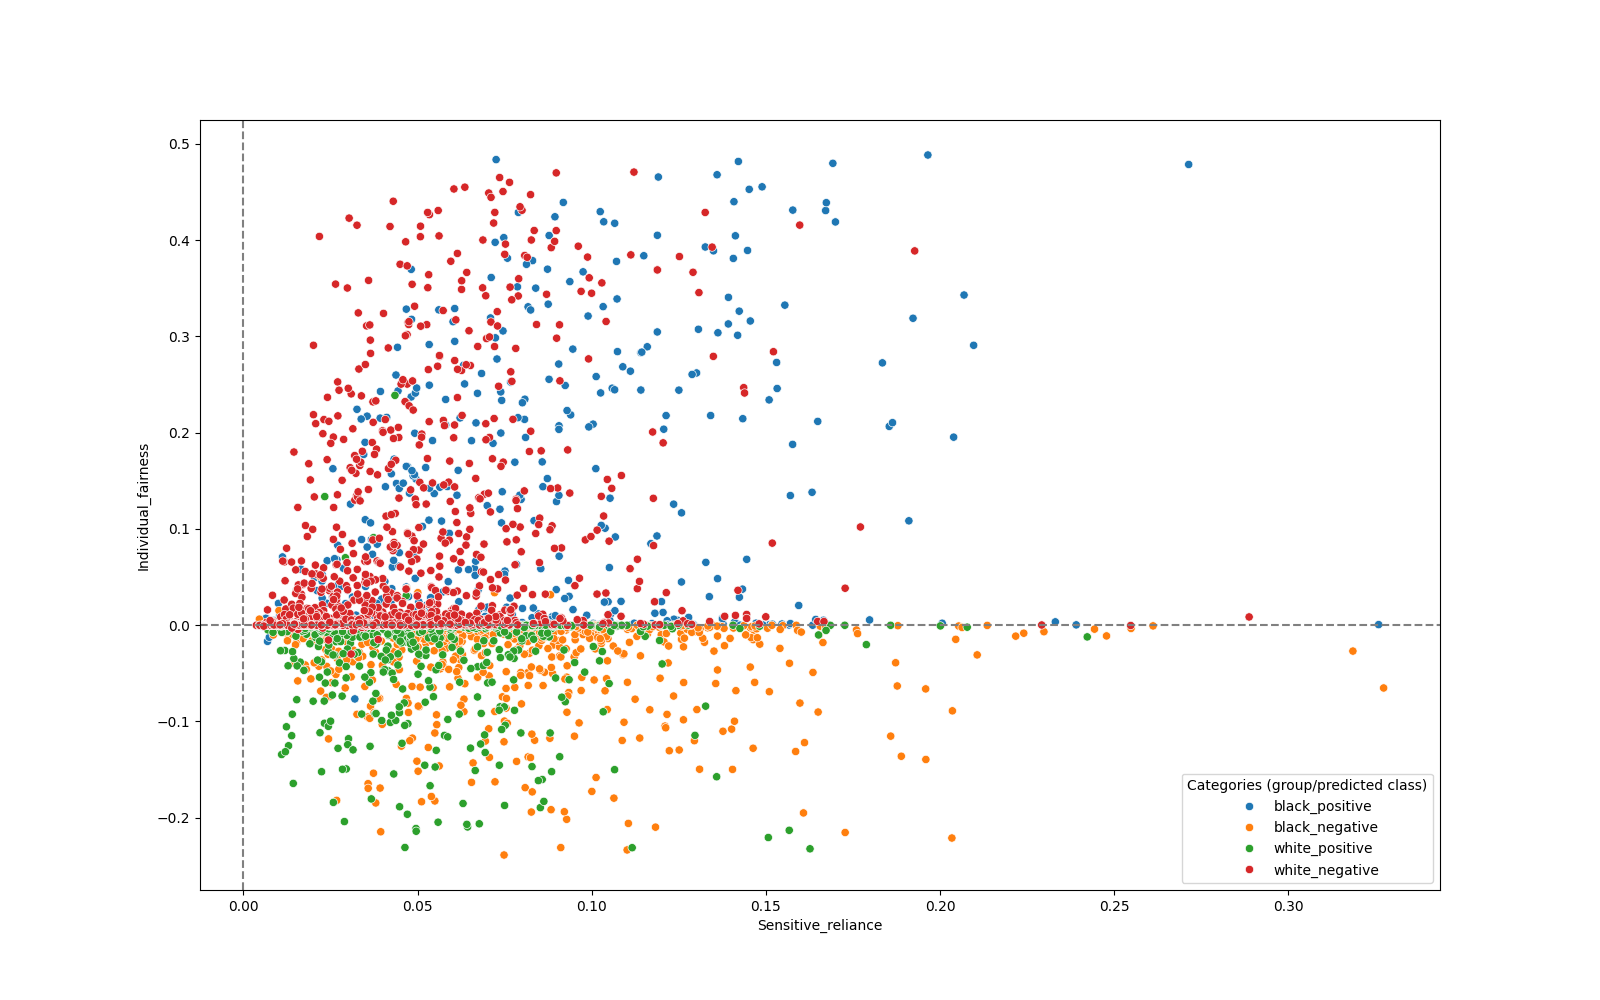 0.5
0.4
0.3
0.2
0.1
0.0
−0.1
−0.2
Individual_fairness
0.00
0.05
0.10
0.15
0.20
0.25
0.30
Sensitive_reliance
Categories (group/predicted class)
black_positive
black_negative
white_positive
white_negative